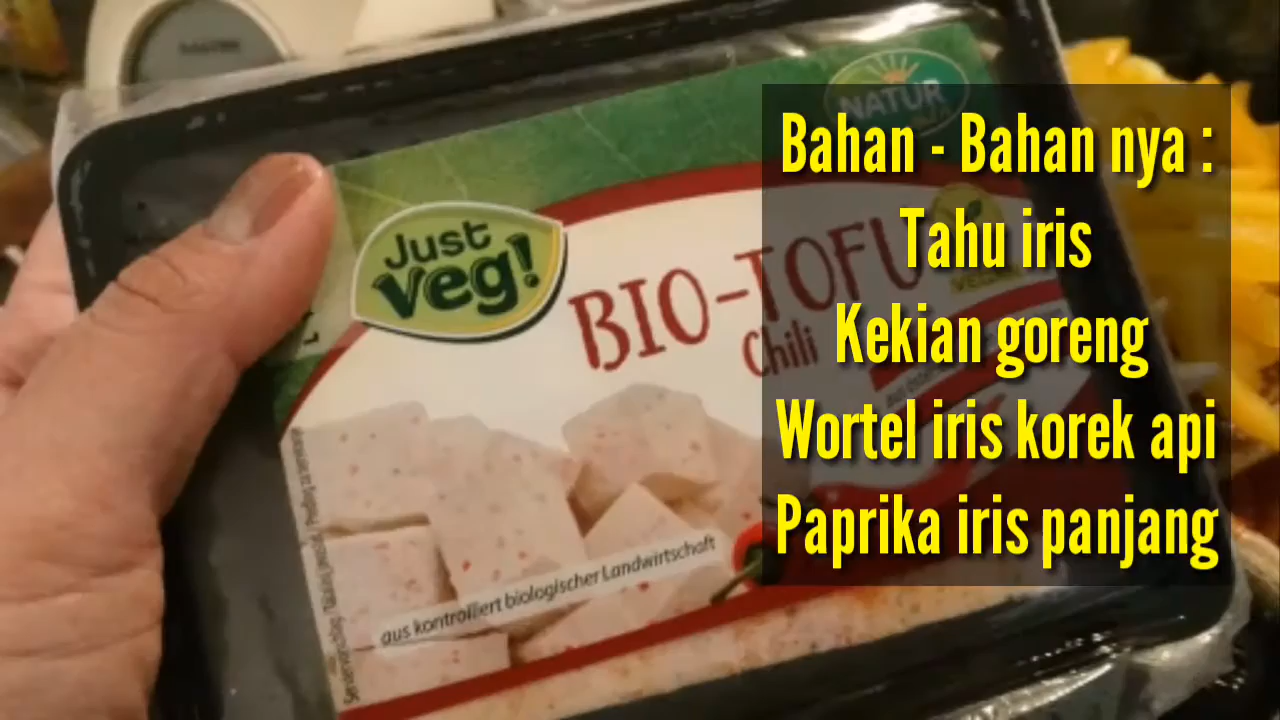 NATUR
Just
Veg!
BIO-TOFU
Chili
aus kontrolliert biologischer Landwirtschaft
Bahan - Bahan nya :
Tahu iris
Kekian goreng
Wortel iris korek api
Paprika iris panjang